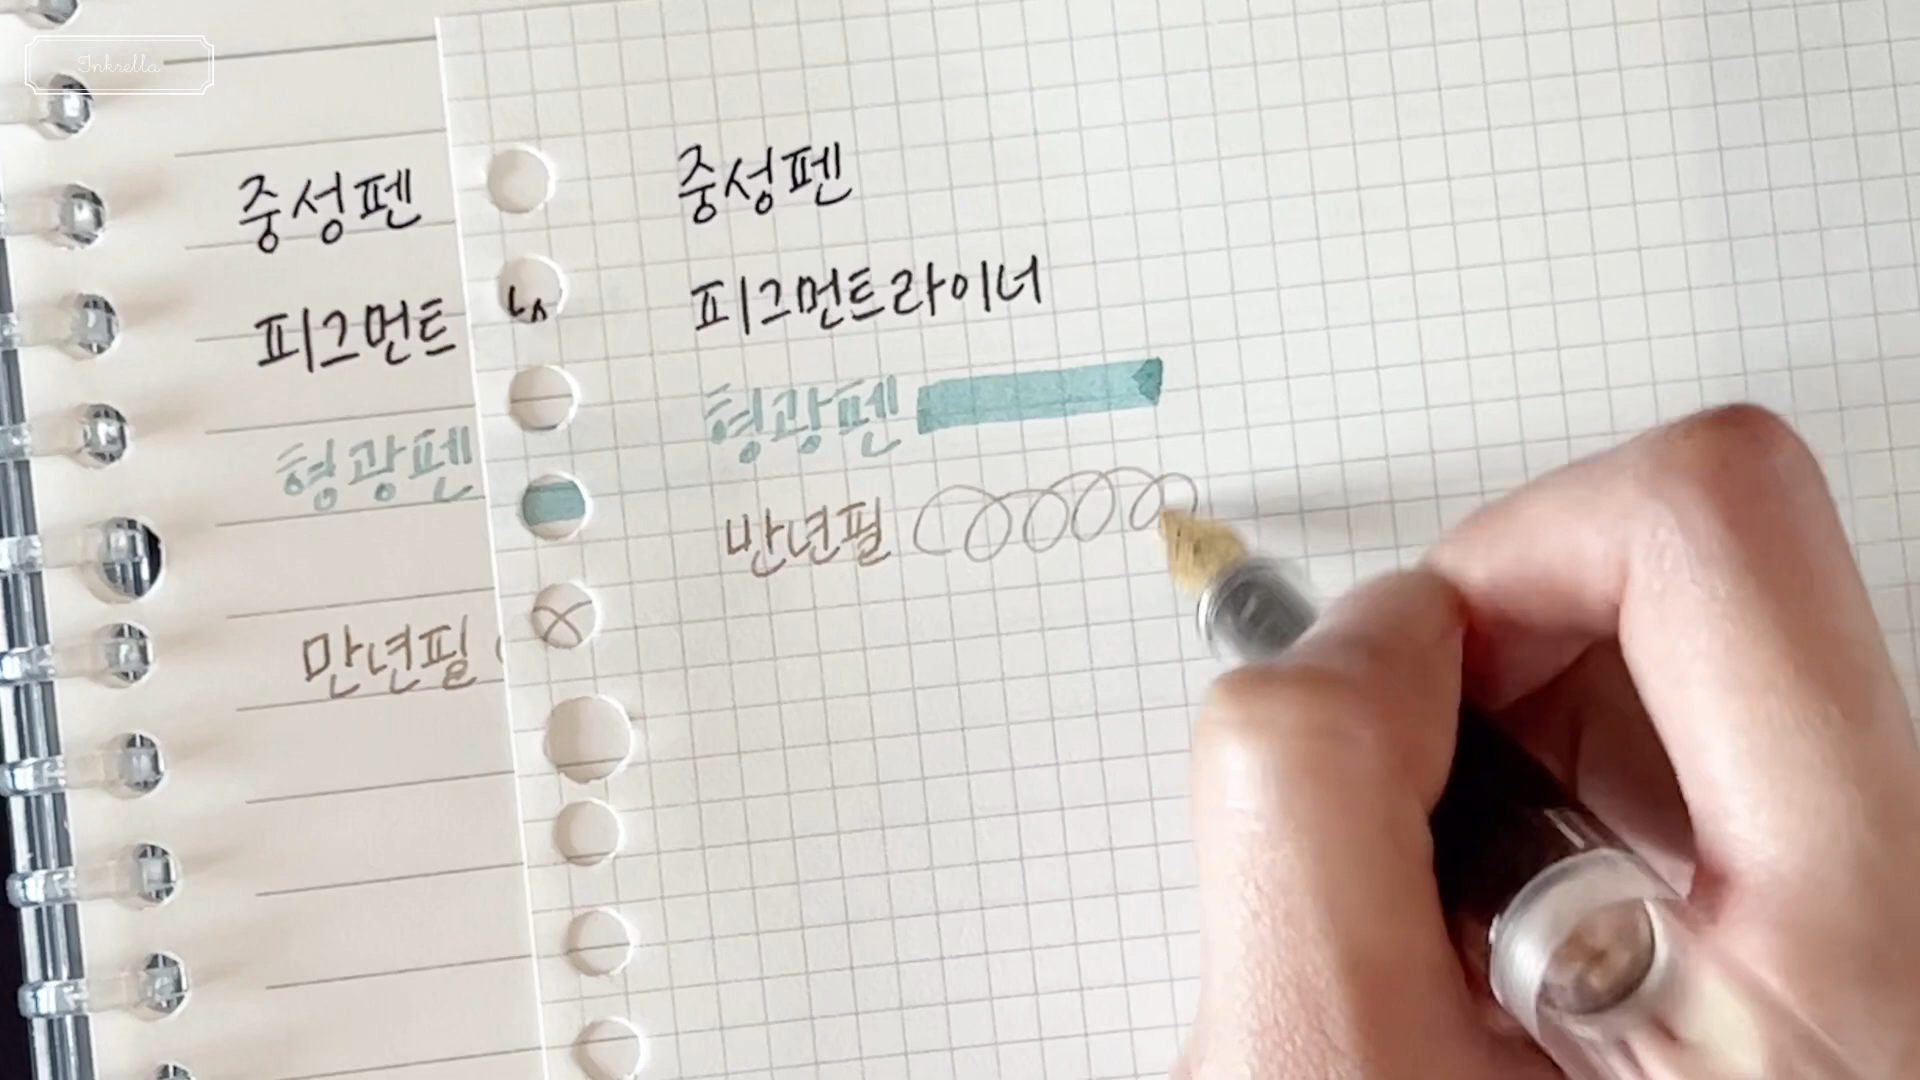 Inkrella
중성펜
피그먼트
형광펜
만년필
중성펜
피그먼트라이너
형광펜
만년필